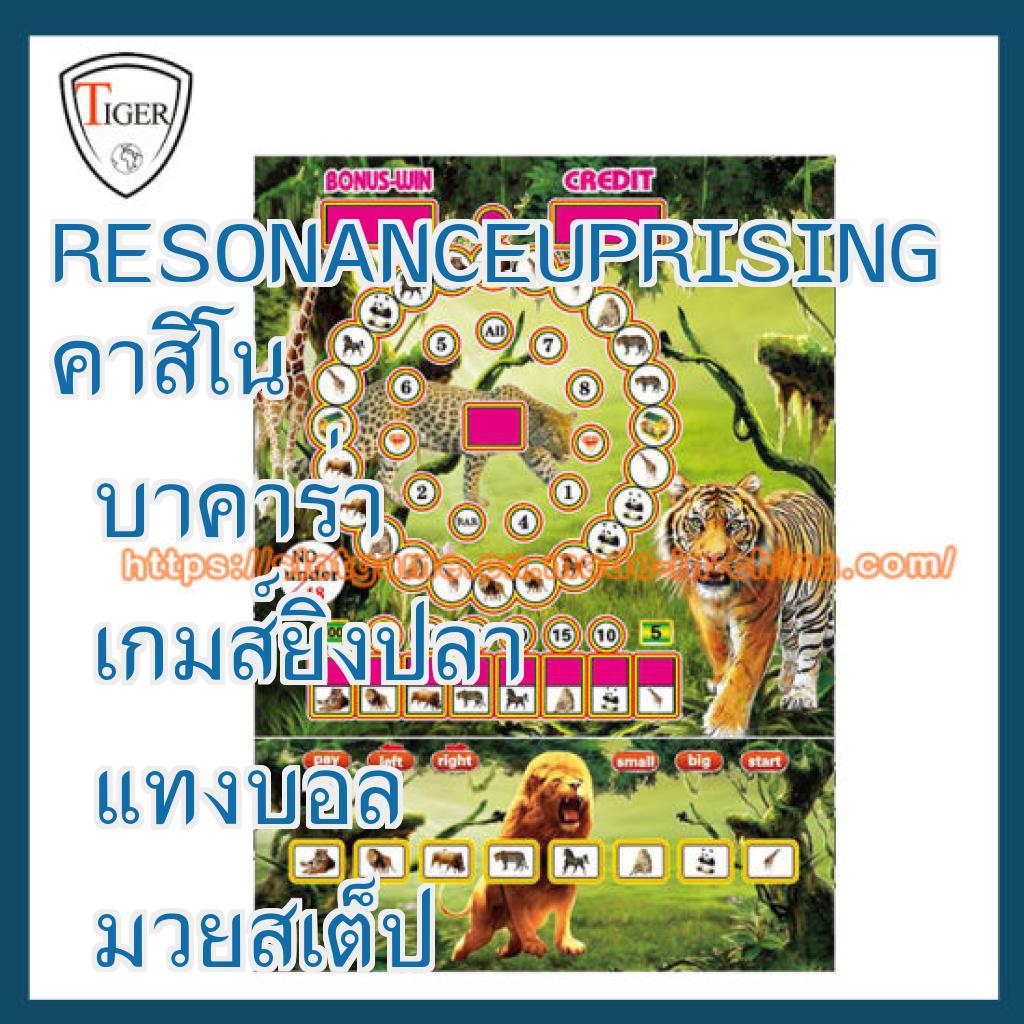 TIGER
BONUS-WIN CREDIT
RESONANCEUPRISING
คาสิโน
All
5 7
6 8
บาคาร่า
2 1
BAR 4
under
18
เกมส์ยิงปลา
15 10 5
pay left right small big start
แทงบอล
มวยสเต็ป